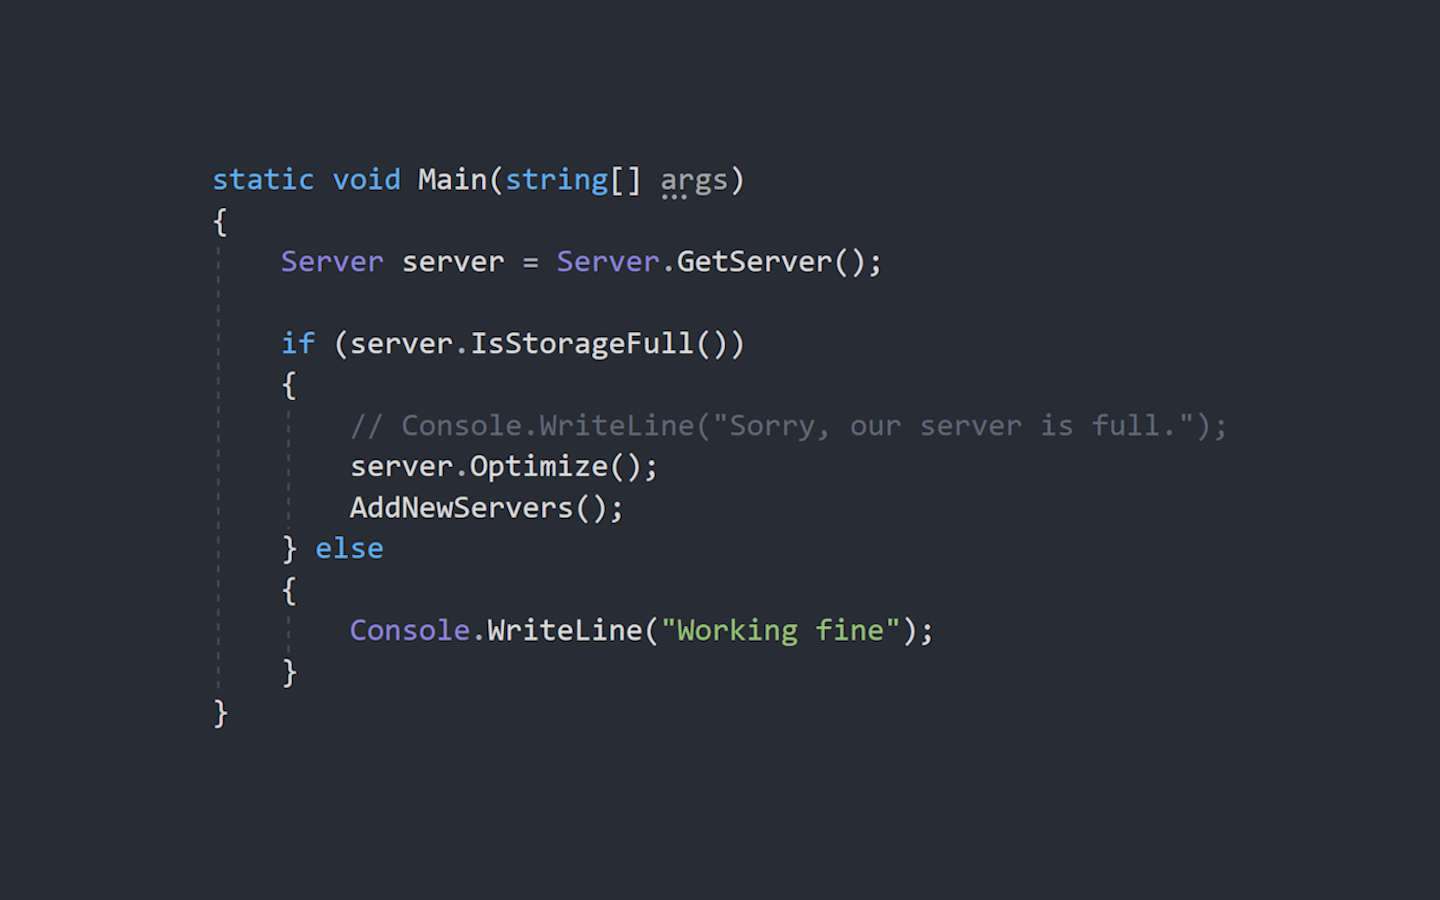 static void Main(string[] args)
{
    Server server = Server.GetServer();

    if (server.IsStorageFull())
    {
        // Console.WriteLine("Sorry, our server is full.");
        server.Optimize();
        AddNewServers();
    } else
    {
        Console.WriteLine("Working fine");
    }
}